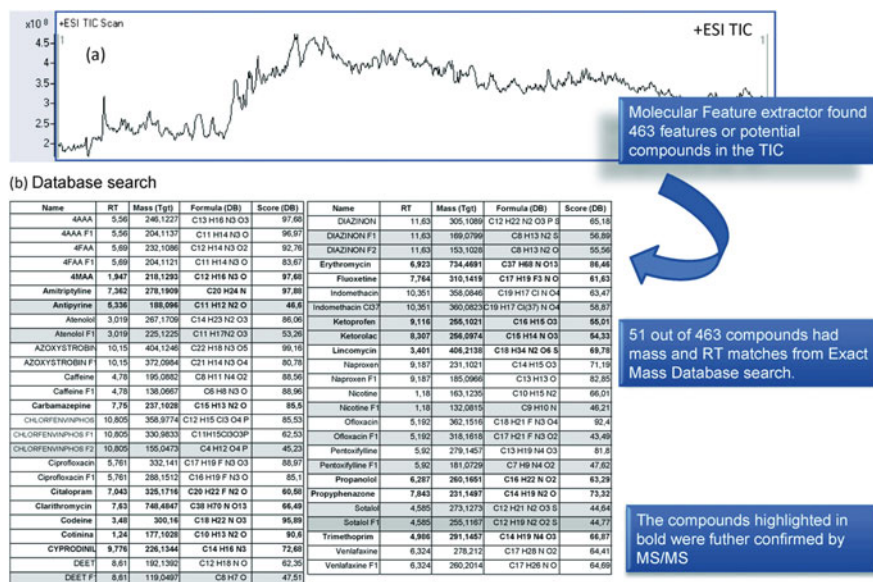 x10 8
+ESI TIC Scan
4.5
4
3.5
3
2.5
2
1
1
(a)
+ESI TIC
Molecular Feature extractor found
463 features or potential
compounds in the TIC
(b) Database search
Name RT Mass (Tgt) Formula (DB) Score (DB)
4AAA 5,56 246,1227 C13 H16 N3 O3 97,68
4AAA F1 5,56 204,1137 C11 H14 N3 O 96,97
4FAA 5,69 232,1086 C12 H14 N3 O2 92,76
4FAA F1 5,69 204,1121 C11 H14 N3 O 83,67
4MAA 1,947 218,1293 C12 H16 N3 O 97,68
Amitriptyline 7,362 278,1909 C20 H24 N 97,88
Antipyrine 5,336 188,096 C11 H12 N2 O 46,6
Atenolol 3,019 267,1709 C14 H23 N2 O3 86,06
Atenolol F1 3,019 225,1225 C11 H17N2 O3 53,26
AZOXYSTROBIN 10,15 404,1246 C22 H18 N3 O5 99,16
AZOXYSTROBIN F1 10,15 372,0984 C21 H14 N3 O4 80,78
Caffeine 4,78 195,0882 C8 H11 N4 O2 88,56
Caffeine F1 4,78 138,0667 C6 H8 N3 O 88,96
Carbamazepine 7,75 237,1028 C15 H13 N2 O 85,5
CHLORFENVINPHOS 10,805 358,9774 C12 H15 Cl3 O4 P 85,53
CHLORFENVINPHOS F1 10,805 330,9833 C11H15Cl3O3P 62,53
CHLORFENVINPHOS F2 10,805 155,0473 C4 H12 O4 P 45,23
Ciprofloxacin 5,761 332,141 C17 H19 F N3 O3 88,97
Ciprofloxacin F1 5,761 288,1512 C16 H19 F N3 O 85,1
Citalopram 7,043 325,1716 C20 H22 F N2 O 60,58
Clarithromycin 7,63 748,4847 C38 H70 N O13 66,49
Codeine 3,48 300,16 C18 H22 N O3 95,89
Cotinina 1,24 177,1028 C10 H13 N2 O 90,6
CYPRODINIL 9,776 226,1344 C14 H16 N3 72,68
DEET 8,61 192,1392 C12 H18 N O 62,35
DEET F1 8,61 119,0497 C8 H7 O 47,51
Name RT Mass (Tgt) Formula (DB) Score (DB)
DIAZINON 11,63 305,1089 C12 H22 N2 O3 P S 65,18
DIAZINON F1 11,63 169,0799 C8 H13 N2 S 56,89
DIAZINON F2 11,63 153,1028 C8 H13 N2 O 55,56
Erythromycin 6,923 734,4691 C37 H68 N O13 86,46
Fluoxetine 7,764 310,1419 C17 H19 F3 N O 61,63
Indomethacin 10,351 358,0846 C19 H17 Cl N O4 63,47
Indomethacin Cl37 10,351 360,0823 C19 H17 Cl(37) N O4 58,87
Ketoprofen 9,116 255,1021 C16 H15 O3 55,01
Ketorolac 8,307 256,0974 C15 H14 N O3 54,33
Lincomycin 3,401 406,2138 C18 H34 N2 O6 S 69,78
Naproxen 9,187 231,1021 C14 H15 O3 71,19
Naproxen F1 9,187 185,0966 C13 H13 O 82,85
Nicotine 1,18 163,1235 C10 H15 N2 66,01
Nicotine F1 1,18 132,0815 C9 H10 N 46,21
Ofloxacin 5,192 362,1516 C18 H21 F N3 O4 92,4
Ofloxacin F1 5,192 318,1618 C17 H21 F N3 O2 43,49
Pentoxifylline 5,92 279,1457 C13 H19 N4 O3 81,8
Pentoxifylline F1 5,92 181,0729 C7 H9 N4 O2 47,62
Propanolol 6,287 260,1651 C16 H22 N O2 63,29
Propyphenazone 7,843 231,1497 C14 H19 N2 O 73,32
Sotalol 4,585 273,1273 C12 H21 N2 O3 S 44,64
Sotalol F1 4,585 255,1167 C12 H19 N2 O2 S 44,77
Trimethoprim 4,986 291,1457 C14 H19 N4 O3 66,87
Venlafaxine 6,324 278,212 C17 H28 N O2 64,41
Venlafaxine F1 6,324 260,2014 C17 H26 N O 64,69
51 out of 463 compounds had
mass and RT matches from Exact
Mass Database search.
The compounds highlighted in
bold were futher confirmed by
MS/MS